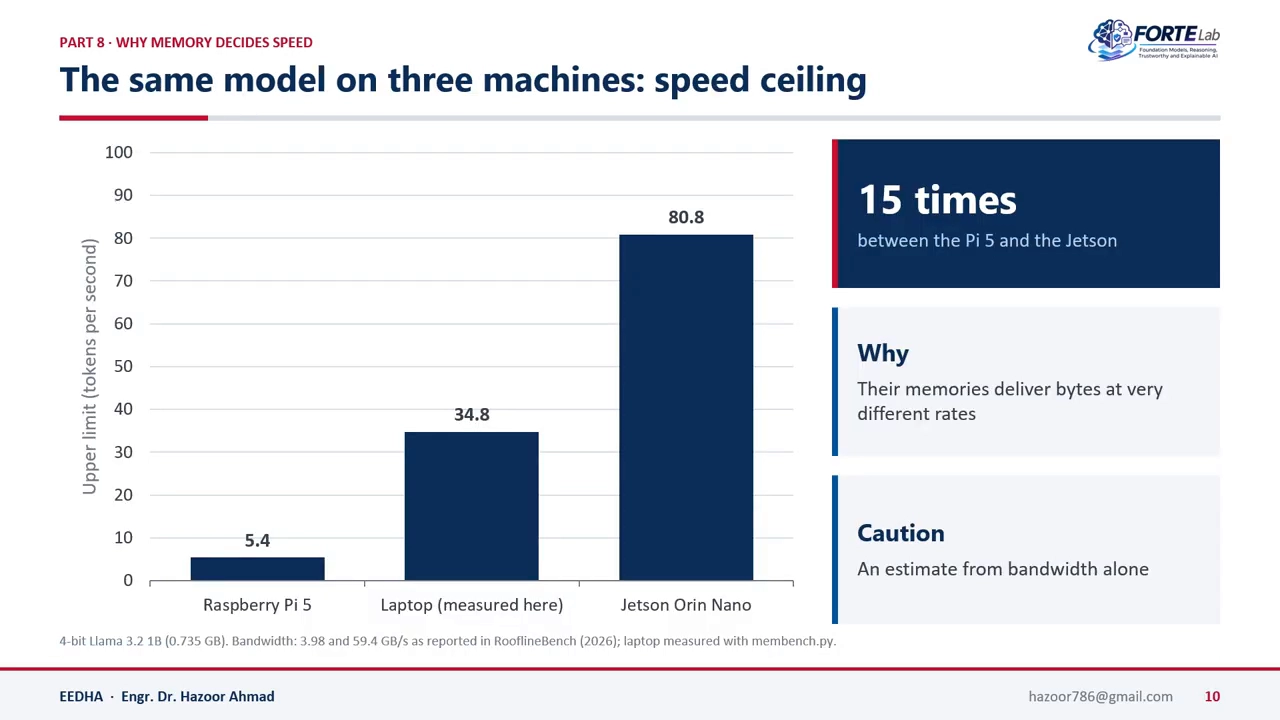 PART 8 · WHY MEMORY DECIDES SPEED
FORTE Lab
Foundation Models, Reasoning,
Trustworthy and Explainable AI
The same model on three machines: speed ceiling
Upper limit (tokens per second)
100
90
80
70
60
50
40
30
20
10
0
5.4
34.8
80.8
Raspberry Pi 5
Laptop (measured here)
Jetson Orin Nano
15 times
between the Pi 5 and the Jetson
Why
Their memories deliver bytes at very
different rates
Caution
An estimate from bandwidth alone
4-bit Llama 3.2 1B (0.735 GB). Bandwidth: 3.98 and 59.4 GB/s as reported in RooflineBench (2026); laptop measured with membench.py.
EEDHA · Engr. Dr. Hazoor Ahmad
hazoor786@gmail.com
10